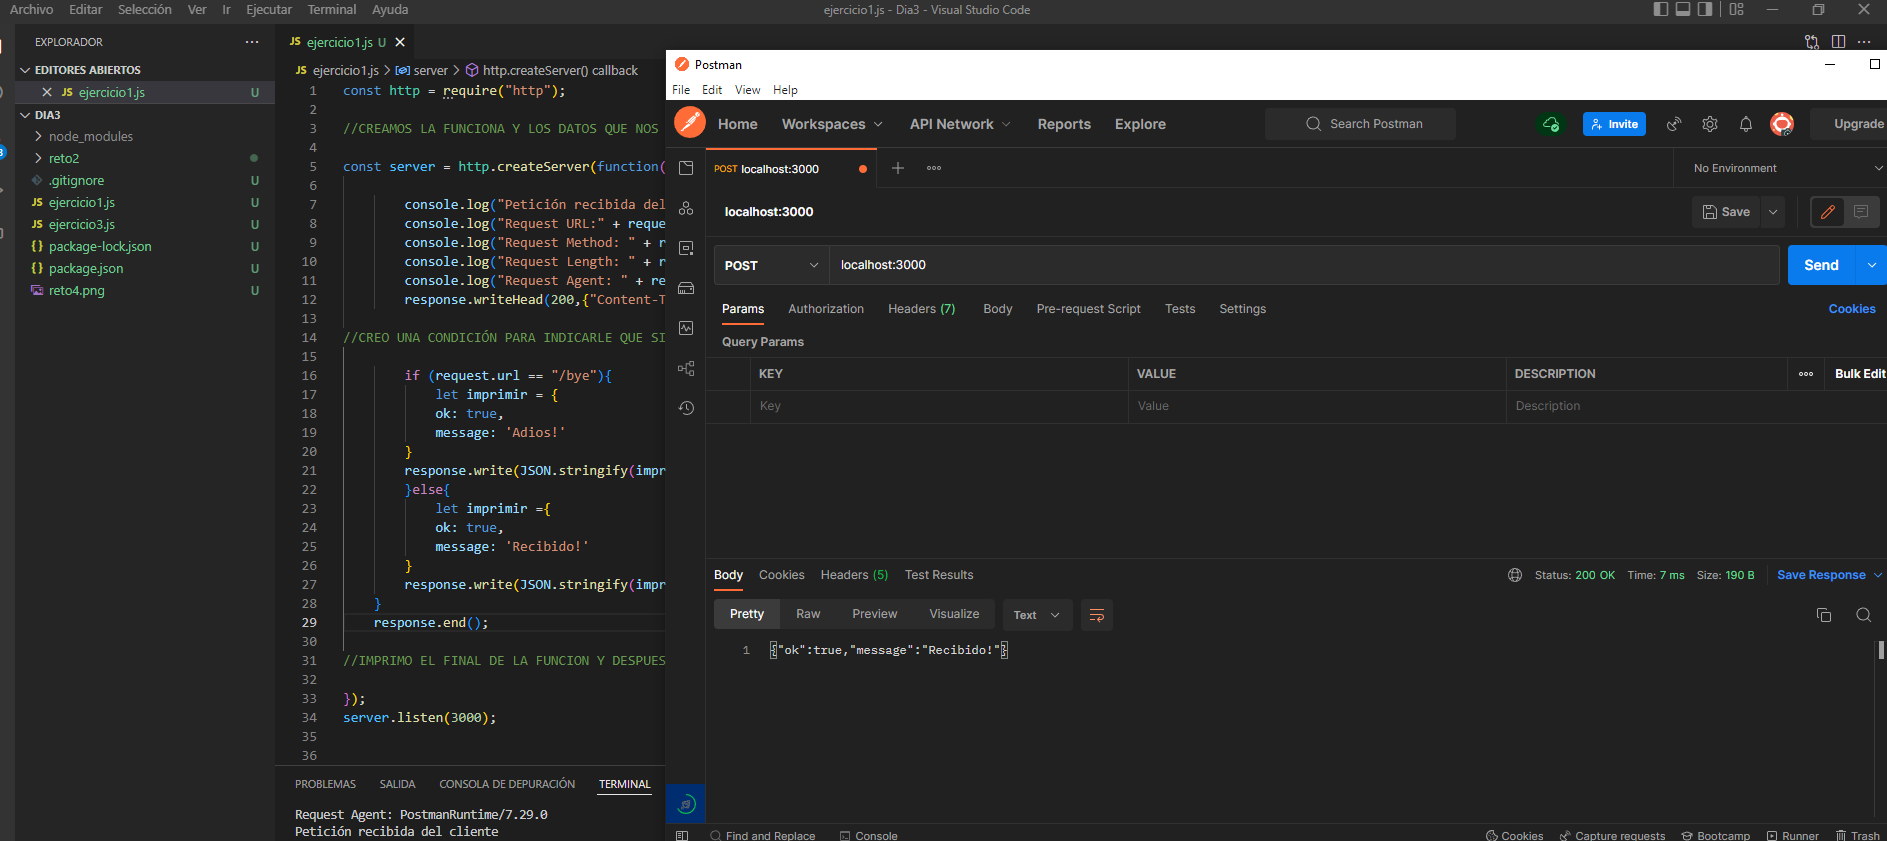 Archivo Editar Selección Ver Ir Ejecutar Terminal Ayuda
ejercicio1.js - Dia3 - Visual Studio Code
EXPLORADOR
EDITORES ABIERTOS
JS ejercicio1.js U
DIA3
node_modules
reto2
.gitignore U
JS ejercicio1.js U
JS ejercicio3.js U
{} package-lock.json U
{} package.json U
reto4.png U
JS ejercicio1.js U
JS ejercicio1.js > server > http.createServer() callback
1 const http = require("http");
2
3 //CREAMOS LA FUNCIONA Y LOS DATOS QUE NOS
4
5 const server = http.createServer(function(
6
7 console.log("Petición recibida del
8 console.log("Request URL:" + reque
9 console.log("Request Method: " + r
10 console.log("Request Length: " + r
11 console.log("Request Agent: " + re
12 response.writeHead(200,{"Content-T
13
14 //CREO UNA CONDICIÓN PARA INDICARLE QUE SI
15
16 if (request.url == "/bye"){
17 let imprimir = {
18 ok: true,
19 message: 'Adios!'
20 }
21 response.write(JSON.stringify(impr
22 }else{
23 let imprimir ={
24 ok: true,
25 message: 'Recibido!'
26 }
27 response.write(JSON.stringify(impr
28 }
29 response.end();
30
31 //IMPRIMO EL FINAL DE LA FUNCION Y DESPUES
32
33 });
34 server.listen(3000);
35
36
PROBLEMAS SALIDA CONSOLA DE DEPURACIÓN TERMINAL
Request Agent: PostmanRuntime/7.29.0
Petición recibida del cliente
Postman
File Edit View Help
Home Workspaces API Network Reports Explore
Search Postman
Invite
Upgrade
POST localhost:3000
No Environment
localhost:3000
Save
POST localhost:3000
Send
Params Authorization Headers (7) Body Pre-request Script Tests Settings
Cookies
Query Params
KEY VALUE DESCRIPTION
Bulk Edit
Key Value Description
Body Cookies Headers (5) Test Results
Status: 200 OK Time: 7 ms Size: 190 B Save Response
Pretty Raw Preview Visualize Text
1 {"ok":true,"message":"Recibido!"}
Find and Replace Console
Cookies Capture requests Bootcamp Runner Trash